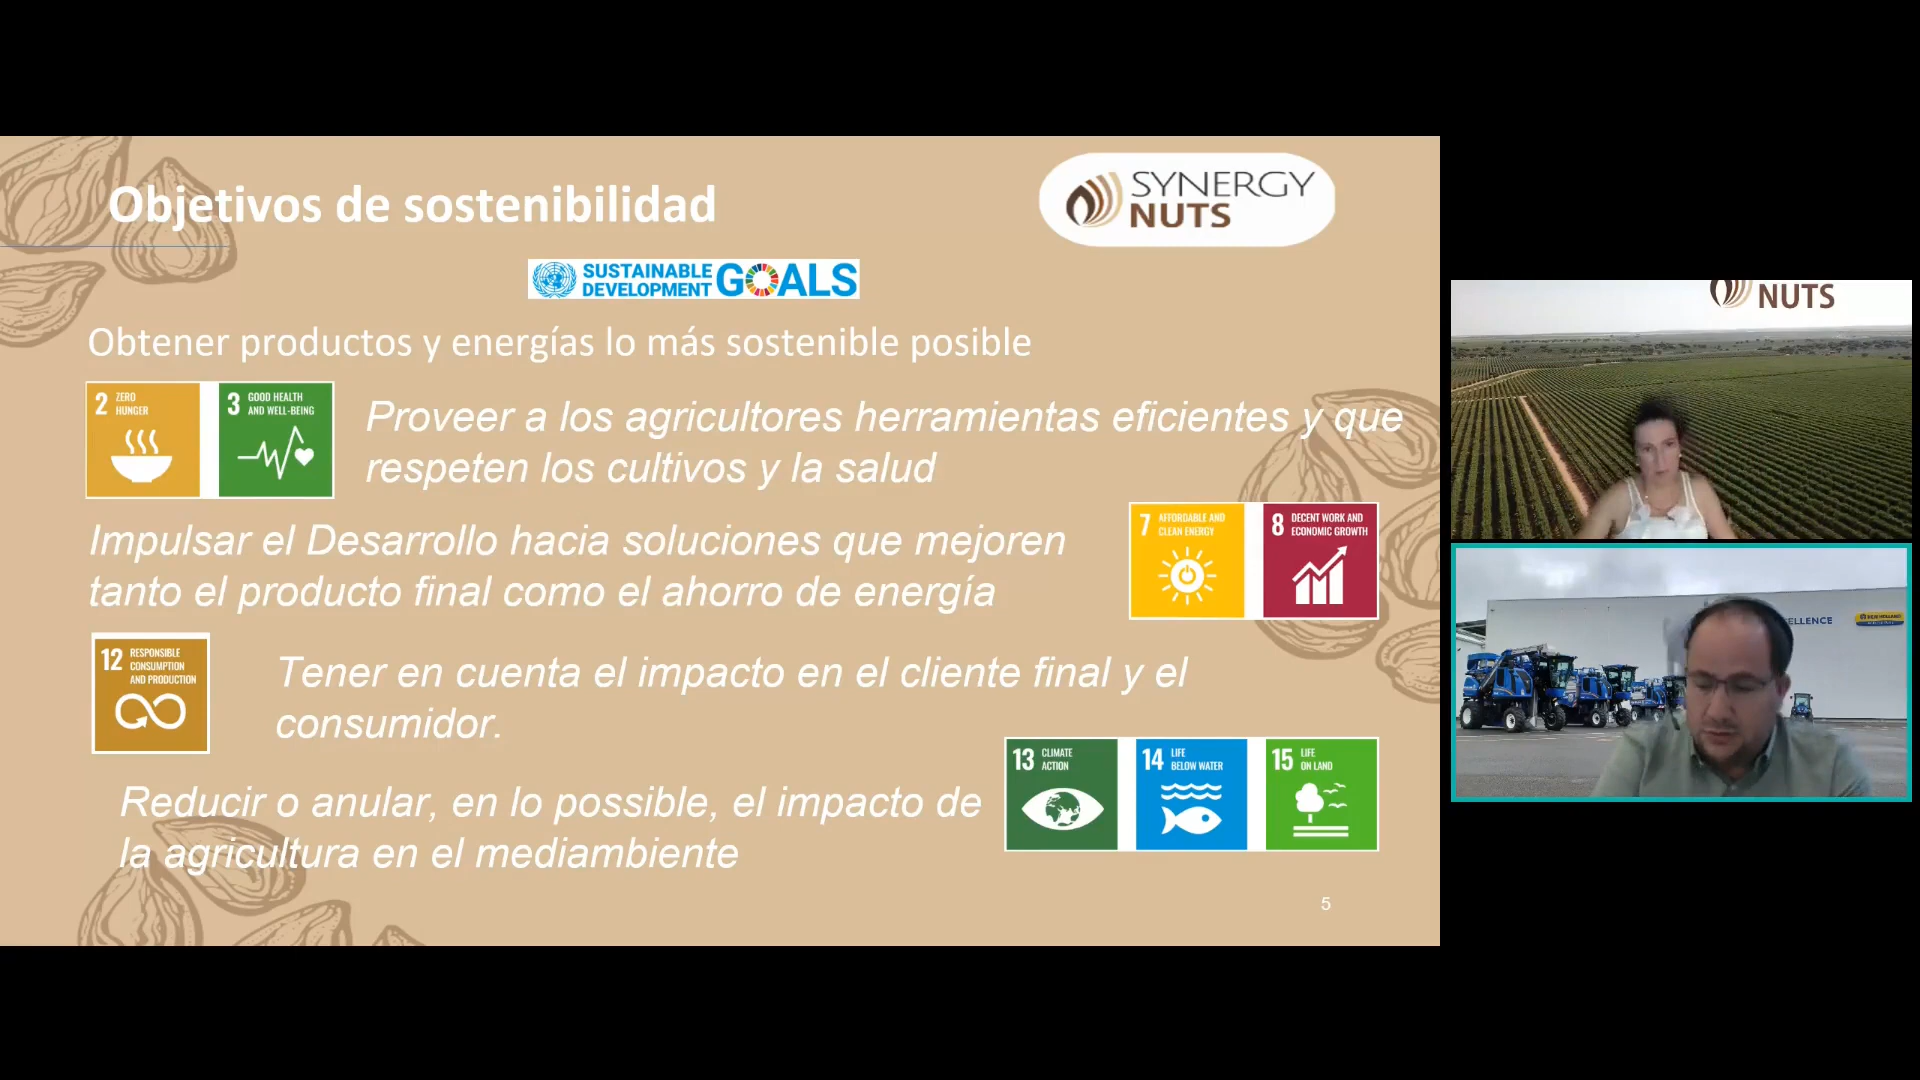 Objetivos de sostenibilidad
SYNERGY
NUTS
SUSTAINABLE
DEVELOPMENT
GOALS
Obtener productos y energías lo más sostenible posible
2 ZERO
HUNGER
3 GOOD HEALTH
AND WELL-BEING
Proveer a los agricultores herramientas eficientes y que
respeten los cultivos y la salud
Impulsar el Desarrollo hacia soluciones que mejoren
tanto el producto final como el ahorro de energía
7 AFFORDABLE AND
CLEAN ENERGY
8 DECENT WORK AND
ECONOMIC GROWTH
12 RESPONSIBLE
CONSUMPTION
AND PRODUCTION
Tener en cuenta el impacto en el cliente final y el
consumidor.
Reducir o anular, en lo posible, el impacto de
la agricultura en el mediambiente
13 CLIMATE
ACTION
14 LIFE
BELOW WATER
15 LIFE
ON LAND
5
NUTS
ELLENCE
NEW HOLLAND